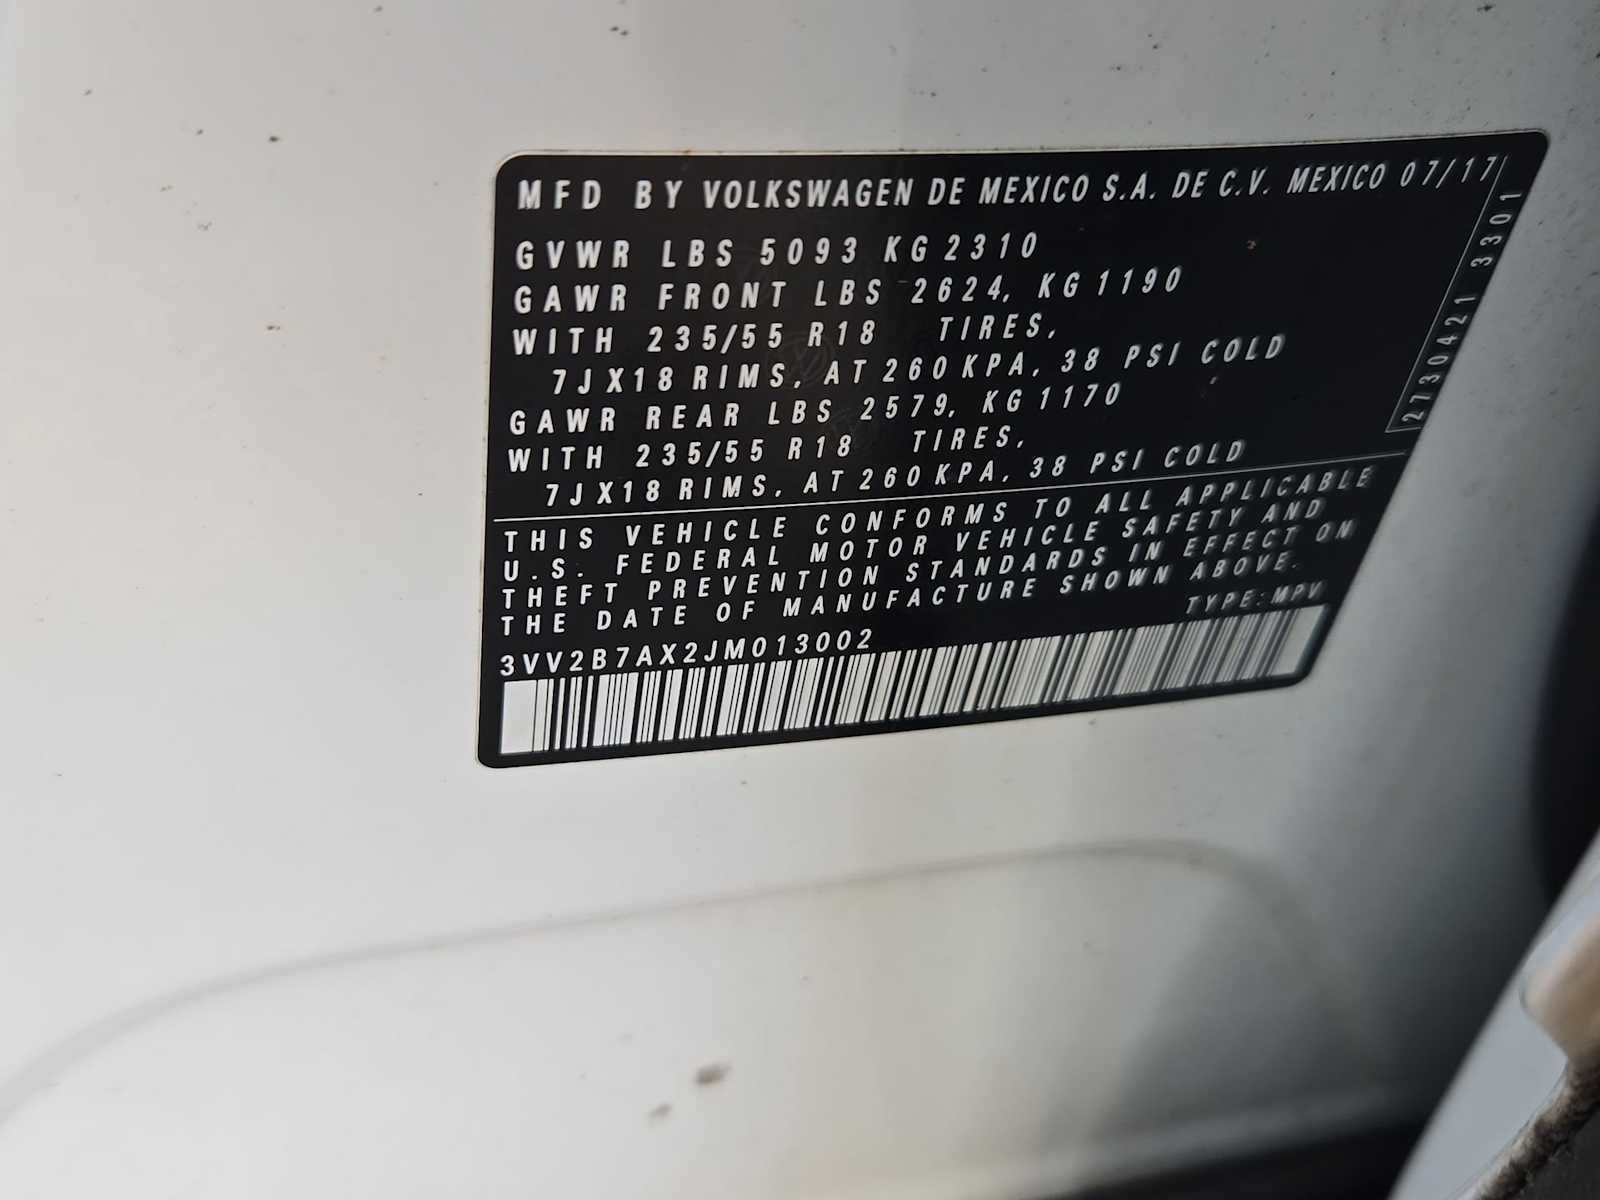 MFD BY VOLKSWAGEN DE MEXICO S.A. DE C.V. MEXICO 07/17
GVWR LBS 5093 KG 2310
GAWR FRONT LBS 2624, KG 1190
WITH 235/55 R18 TIRES,
7JX18 RIMS, AT 260 KPA, 38 PSI COLD
GAWR REAR LBS 2579, KG 1170
WITH 235/55 R18 TIRES,
7JX18 RIMS, AT 260 KPA, 38 PSI COLD
2730421 3301
THIS VEHICLE CONFORMS TO ALL APPLICABLE
U.S. FEDERAL MOTOR VEHICLE SAFETY AND
THEFT PREVENTION STANDARDS IN EFFECT ON
THE DATE OF MANUFACTURE SHOWN ABOVE.
TYPE:MPV
3VV2B7AX2JM013002